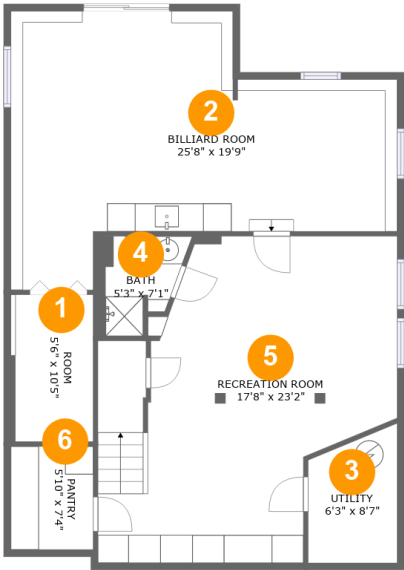 2
BILLIARD ROOM
25'8" x 19'9"
4
BATH
5'3" x 7'1"
1
ROOM
5'6" x 10'5"
5
RECREATION ROOM
17'8" x 23'2"
6
PANTRY
5'10" x 7'4"
3
UTILITY
6'3" x 8'7"